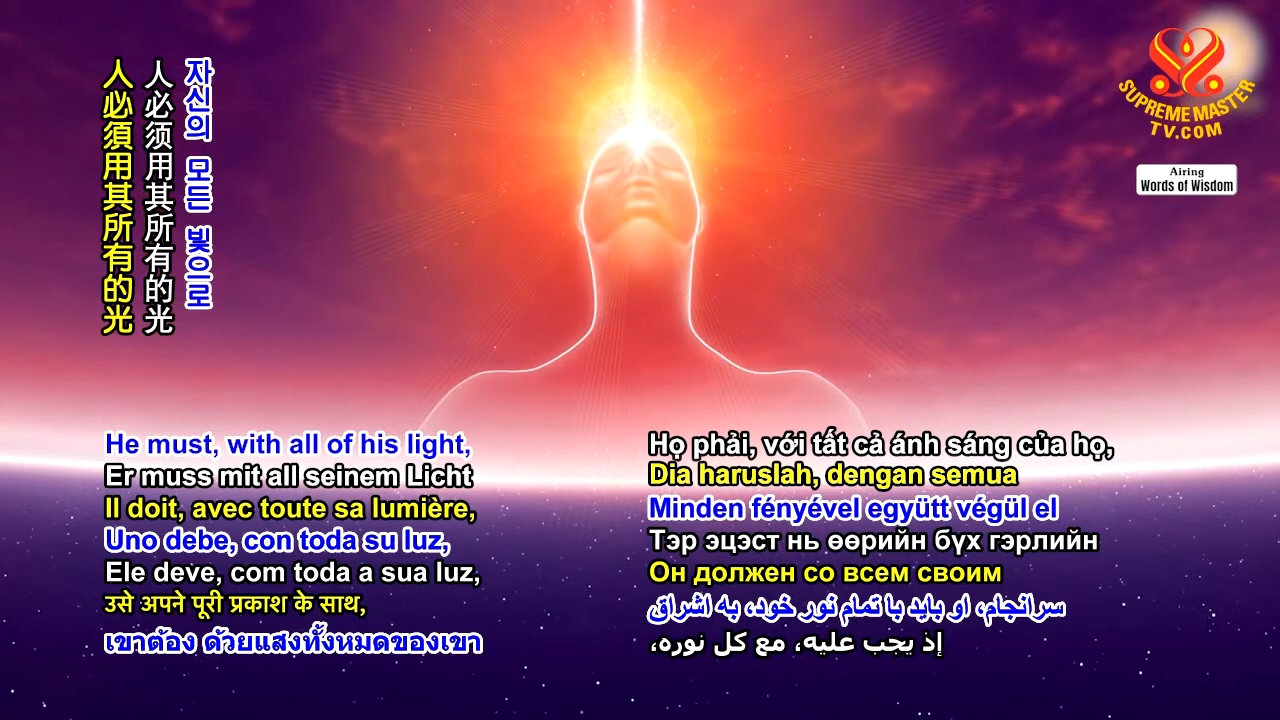 人必須用其所有的光
人必须用其所有的光
자신의 모든 빛으로
SUPREME MASTER
TV.COM
Airing
Words of Wisdom
He must, with all of his light,
Er muss mit all seinem Licht
Il doit, avec toute sa lumière,
Uno debe, con toda su luz,
Ele deve, com toda a sua luz,
उसे अपने पूरी प्रकाश के साथ,
เขาต้อง ด้วยแสงทั้งหมดของเขา
Họ phải, với tất cả ánh sáng của họ,
Dia haruslah, dengan semua
Minden fényével együtt végül el
Тэр эцэст нь өөрийн бүх гэрлийн
Он должен со всем своим
سرانجام، او باید با تمام نور خود، به اشراق
إذ يجب عليه، مع كل نوره،